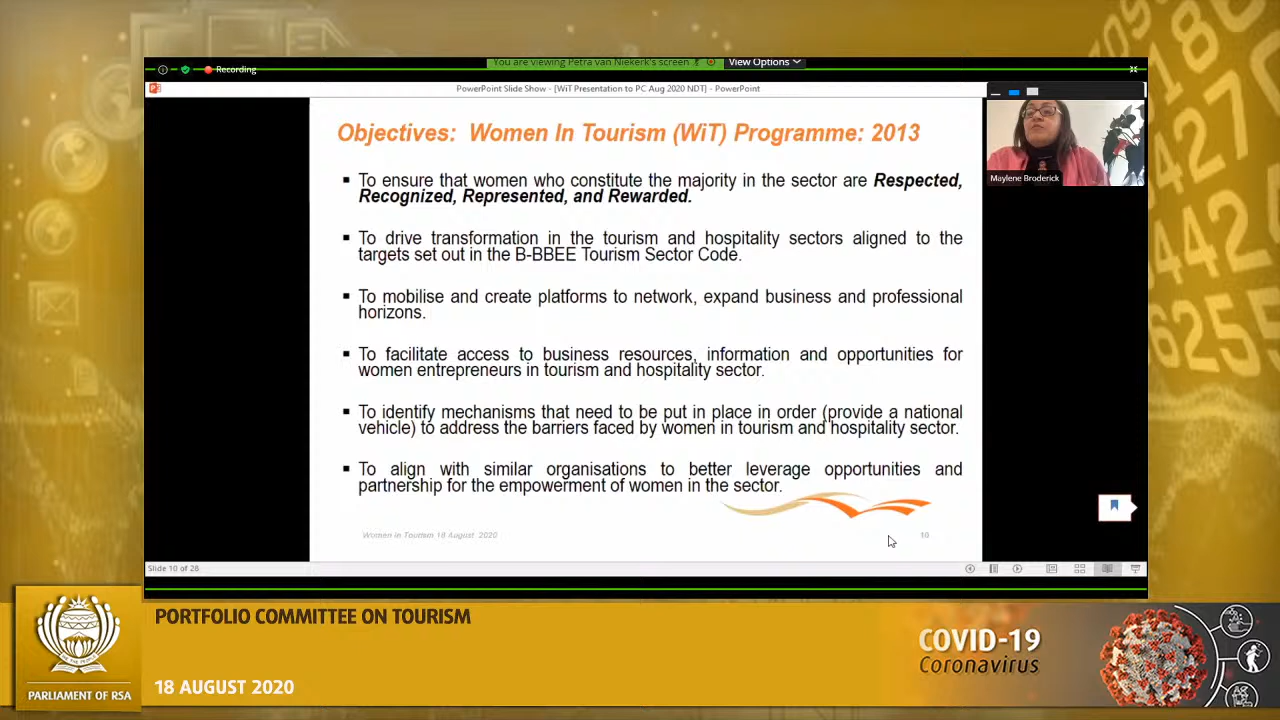 Recording
You are viewing Petra van Niekerk's screen
View Options
PowerPoint Slide Show - [WiT Presentation to PC Aug 2020 NDT] - PowerPoint
Objectives: Women In Tourism (WiT) Programme: 2013
▪ To ensure that women who constitute the majority in the sector are Respected,
Recognized, Represented, and Rewarded.
▪ To drive transformation in the tourism and hospitality sectors aligned to the
targets set out in the B-BBEE Tourism Sector Code.
▪ To mobilise and create platforms to network, expand business and professional
horizons.
▪ To facilitate access to business resources, information and opportunities for
women entrepreneurs in tourism and hospitality sector.
▪ To identify mechanisms that need to be put in place in order (provide a national
vehicle) to address the barriers faced by women in tourism and hospitality sector.
▪ To align with similar organisations to better leverage opportunities and
partnership for the empowerment of women in the sector.
Women in Tourism 18 August 2020
10
Maylene Broderick
Slide 10 of 28
PORTFOLIO COMMITTEE ON TOURISM
18 AUGUST 2020
PARLIAMENT OF RSA
COVID-19
Coronavirus